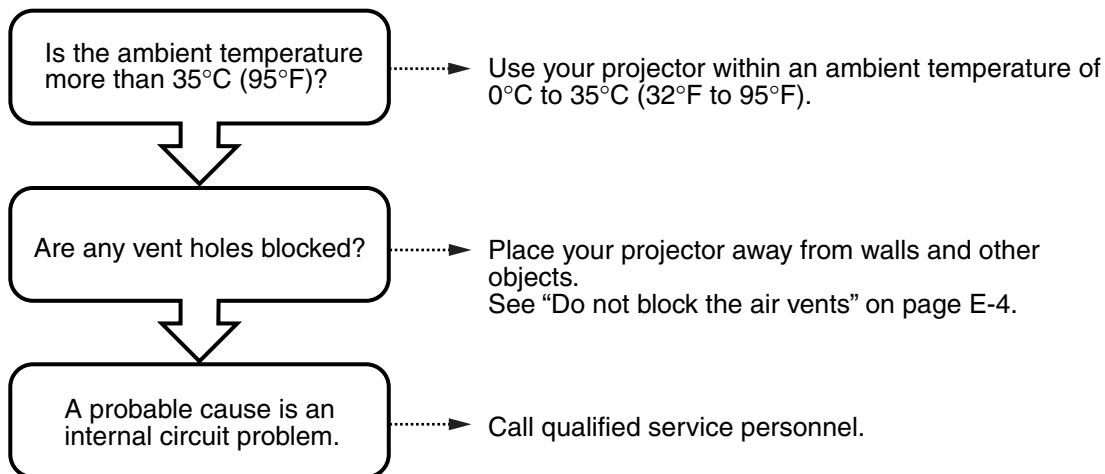 Is the ambient temperature
more than 35°C (95°F)?
Use your projector within an ambient temperature of
0°C to 35°C (32°F to 95°F).
Are any vent holes blocked?
Place your projector away from walls and other
objects.
See “Do not block the air vents” on page E-4.
A probable cause is an
internal circuit problem.
Call qualified service personnel.